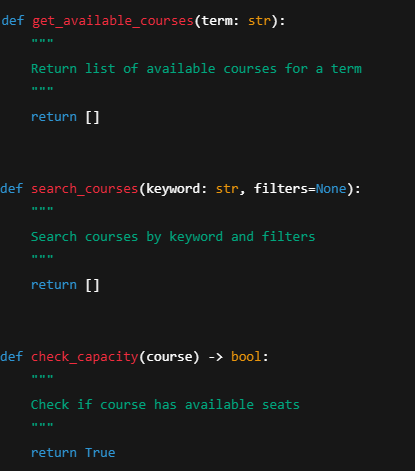 def get_available_courses(term: str):
    """
    Return list of available courses for a term
    """
    return []
def search_courses(keyword: str, filters=None):
    """
    Search courses by keyword and filters
    """
    return []
def check_capacity(course) -> bool:
    """
    Check if course has available seats
    """
    return True